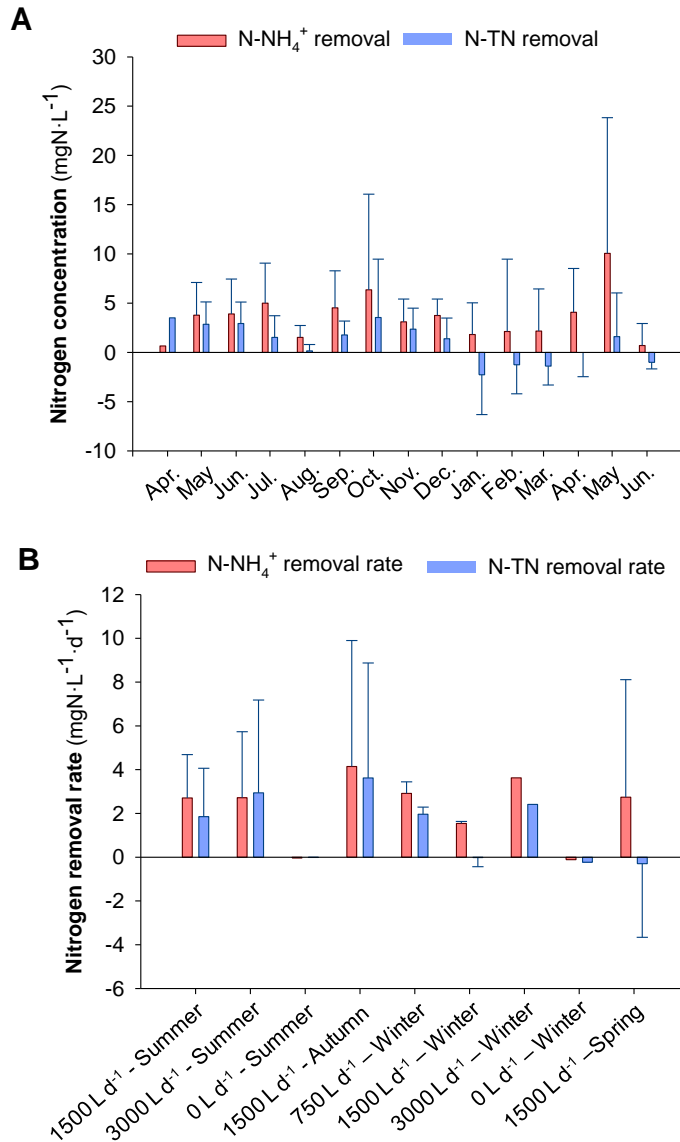 A
N-NH₄⁺ removal N-TN removal
30
25
20
15
10
5
0
-5
-10
Nitrogen concentration (mgN·L⁻¹)
Apr. May Jun. Jul. Aug. Sep. Oct. Nov. Dec. Jan. Feb. Mar. Apr. May Jun.
B
N-NH₄⁺ removal rate N-TN removal rate
12
10
8
6
4
2
0
-2
-4
-6
Nitrogen removal rate (mgN·L⁻¹·d⁻¹)
1500 L d⁻¹ - Summer
3000 L d⁻¹ - Summer
0 L d⁻¹ - Summer
1500 L d⁻¹ - Autumn
750 L d⁻¹ – Winter
1500 L d⁻¹ – Winter
3000 L d⁻¹ – Winter
0 L d⁻¹ – Winter
1500 L d⁻¹ –Spring